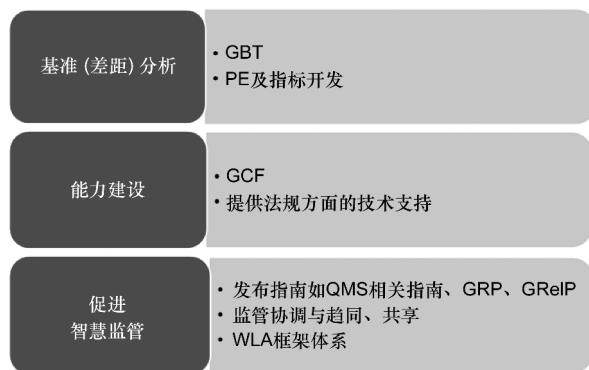 基准 (差距) 分析
• GBT
• PE及指标开发
能力建设
• GCF
• 提供法规方面的技术支持
促进
智慧监管
• 发布指南如QMS相关指南、GRP、GRelP
• 监管协调与趋同、共享
• WLA框架体系